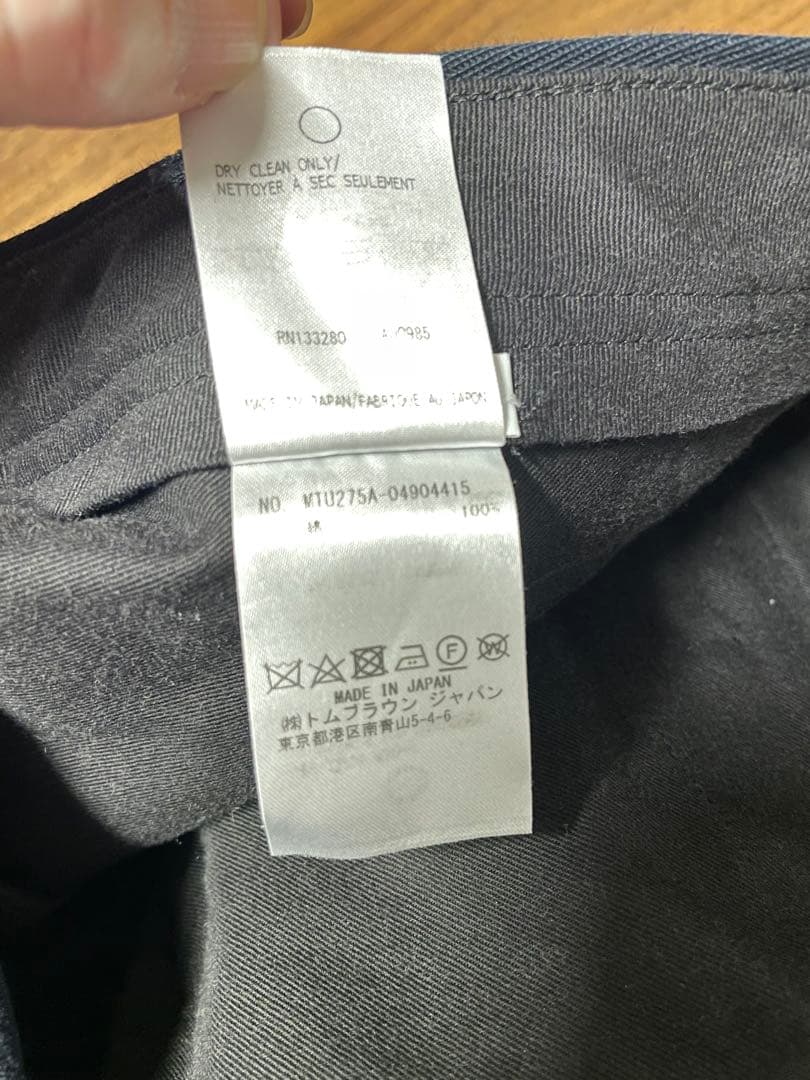 DRY CLEAN ONLY/
NETTOYER A SEC SEULEMENT
RN133280
MADE IN JAPAN/FABRIQUE AU JAPON
NO. MTU275A-04904415
綿 100%
F W
MADE IN JAPAN
㈱トムブラウン ジャパン
東京都港区南青山5-4-6